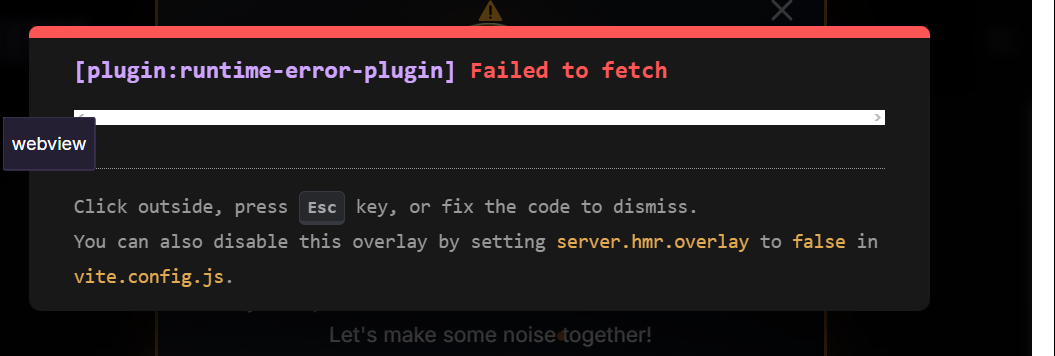 [plugin:runtime-error-plugin] Failed to fetch
webview
Click outside, press Esc key, or fix the code to dismiss.
You can also disable this overlay by setting server.hmr.overlay to false in
vite.config.js.
Let's make some noise together!